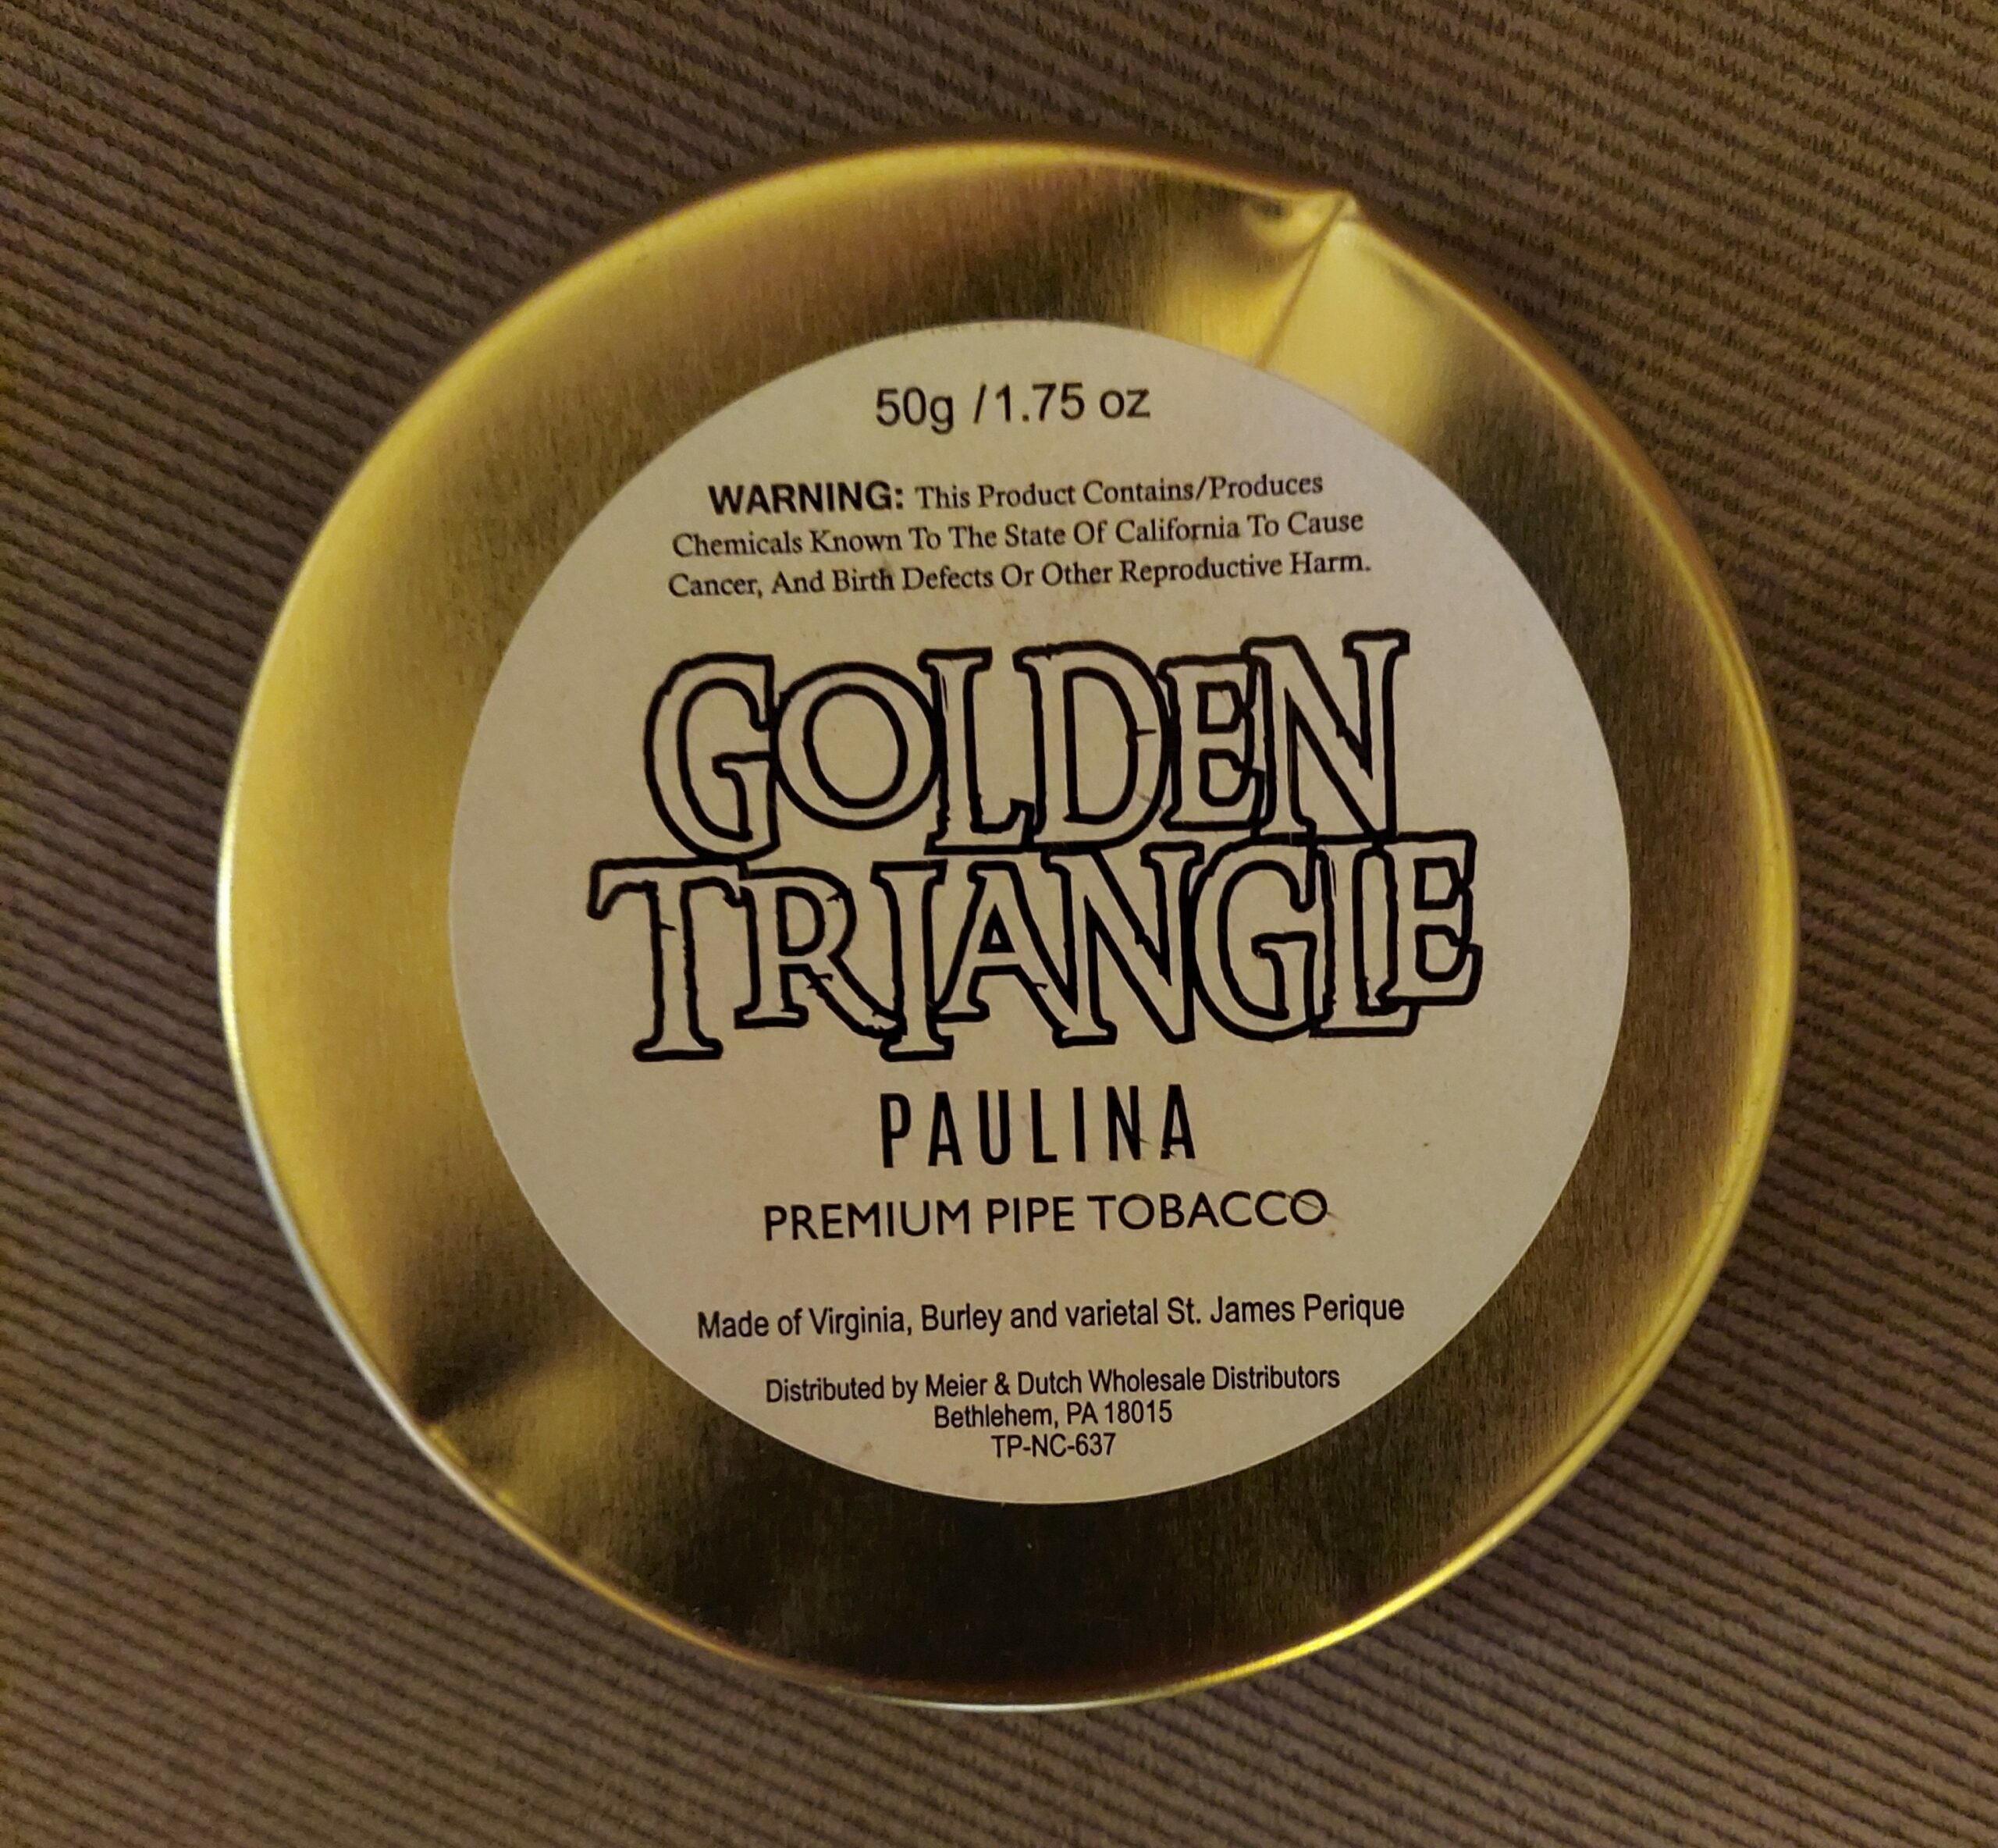 50g / 1.75 oz
WARNING: This Product Contains/Produces
Chemicals Known To The State Of California To Cause
Cancer, And Birth Defects Or Other Reproductive Harm.
GOLDEN
TRIANGLE
PAULINA
PREMIUM PIPE TOBACCO
Made of Virginia, Burley and varietal St. James Perique
Distributed by Meier & Dutch Wholesale Distributors
Bethlehem, PA 18015
TP-NC-637